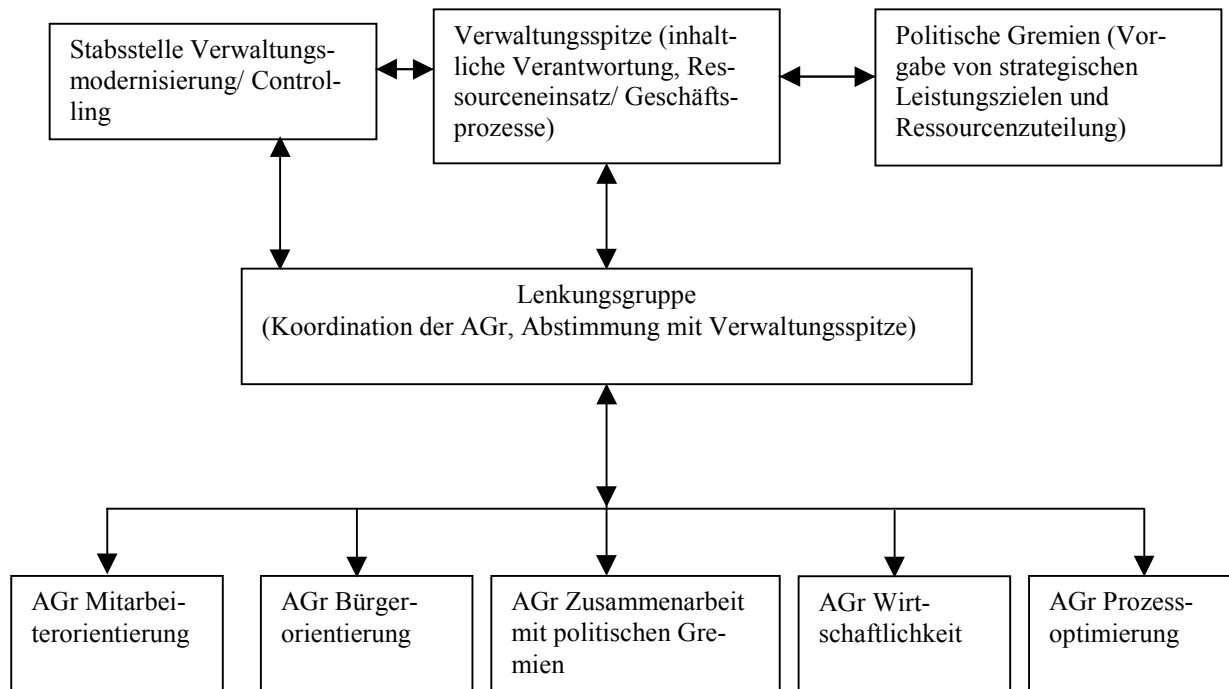 Stabsstelle Verwaltungs-
modernisierung/ Control-
ling
Verwaltungsspitze (inhalt-
liche Verantwortung, Res-
sourceneinsatz/ Geschäfts-
prozesse)
Politische Gremien (Vor-
gabe von strategischen
Leistungszielen und
Ressourcenzuteilung)
Lenkungsgruppe
(Koordination der AGr, Abstimmung mit Verwaltungsspitze)
AGr Mitarbei-
terorientierung
AGr Bürger-
orientierung
AGr Zusammenarbeit
mit politischen Gre-
mien
AGr Wirt-
schaftlichkeit
AGr Prozess-
optimierung